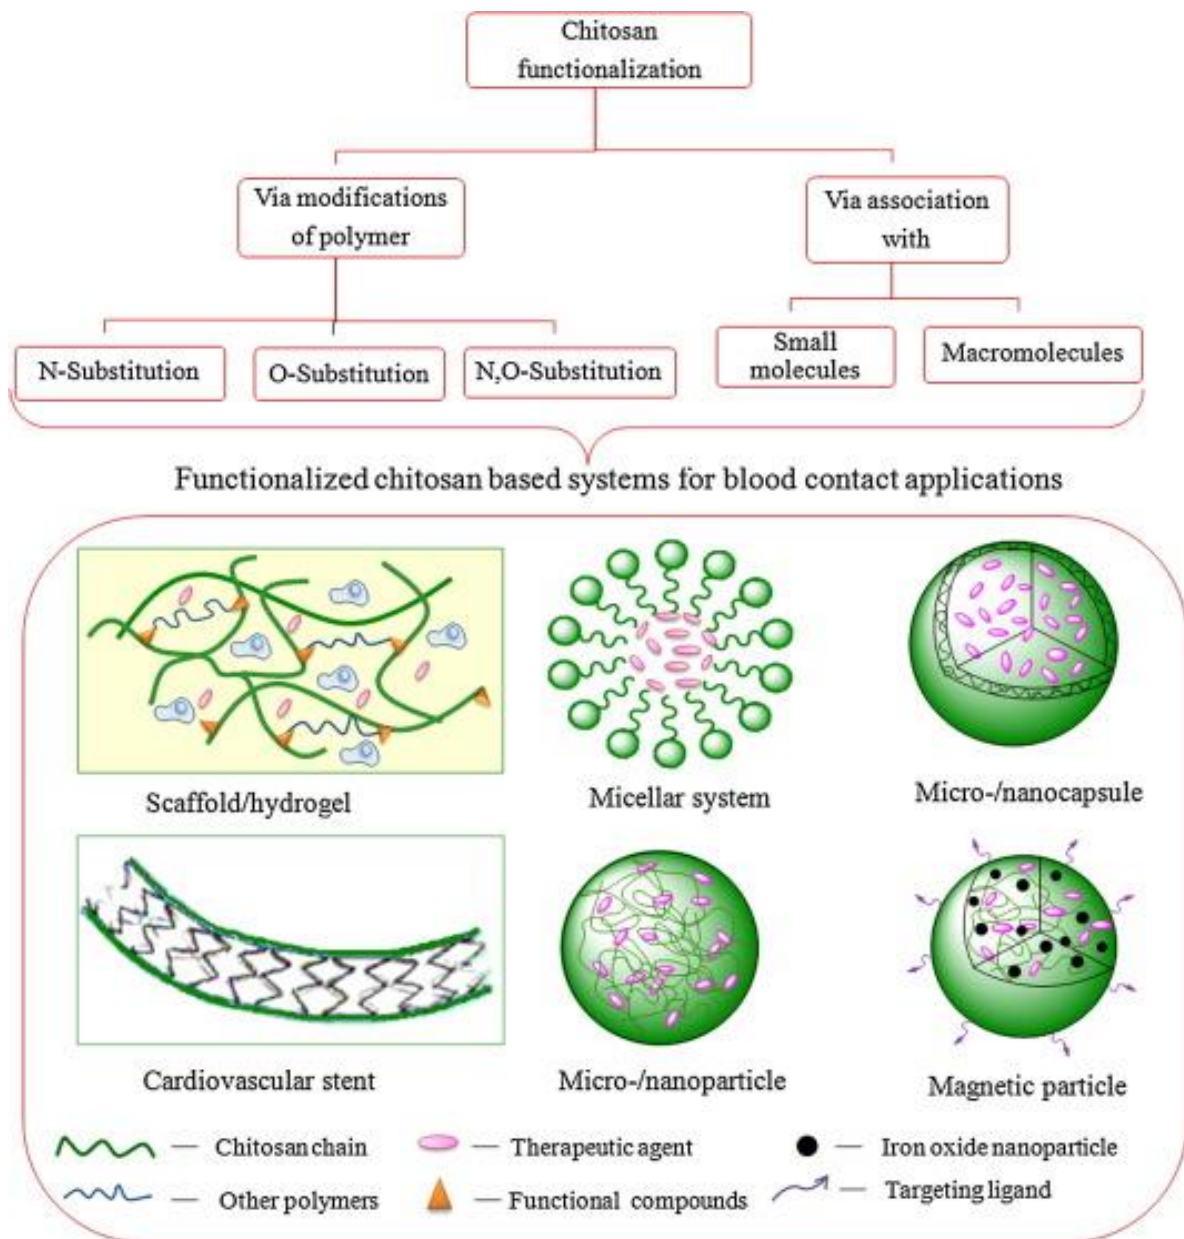 Chitosan
functionalization
Via modifications
of polymer
Via association
with
N-Substitution
O-Substitution
N,O-Substitution
Small
molecules
Macromolecules
Functionalized chitosan based systems for blood contact applications
Scaffold/hydrogel
Micellar system
Micro-/nanocapsule
Cardiovascular stent
Micro-/nanoparticle
Magnetic particle
— Chitosan chain
— Therapeutic agent
— Iron oxide nanoparticle
— Other polymers
— Functional compounds
— Targeting ligand